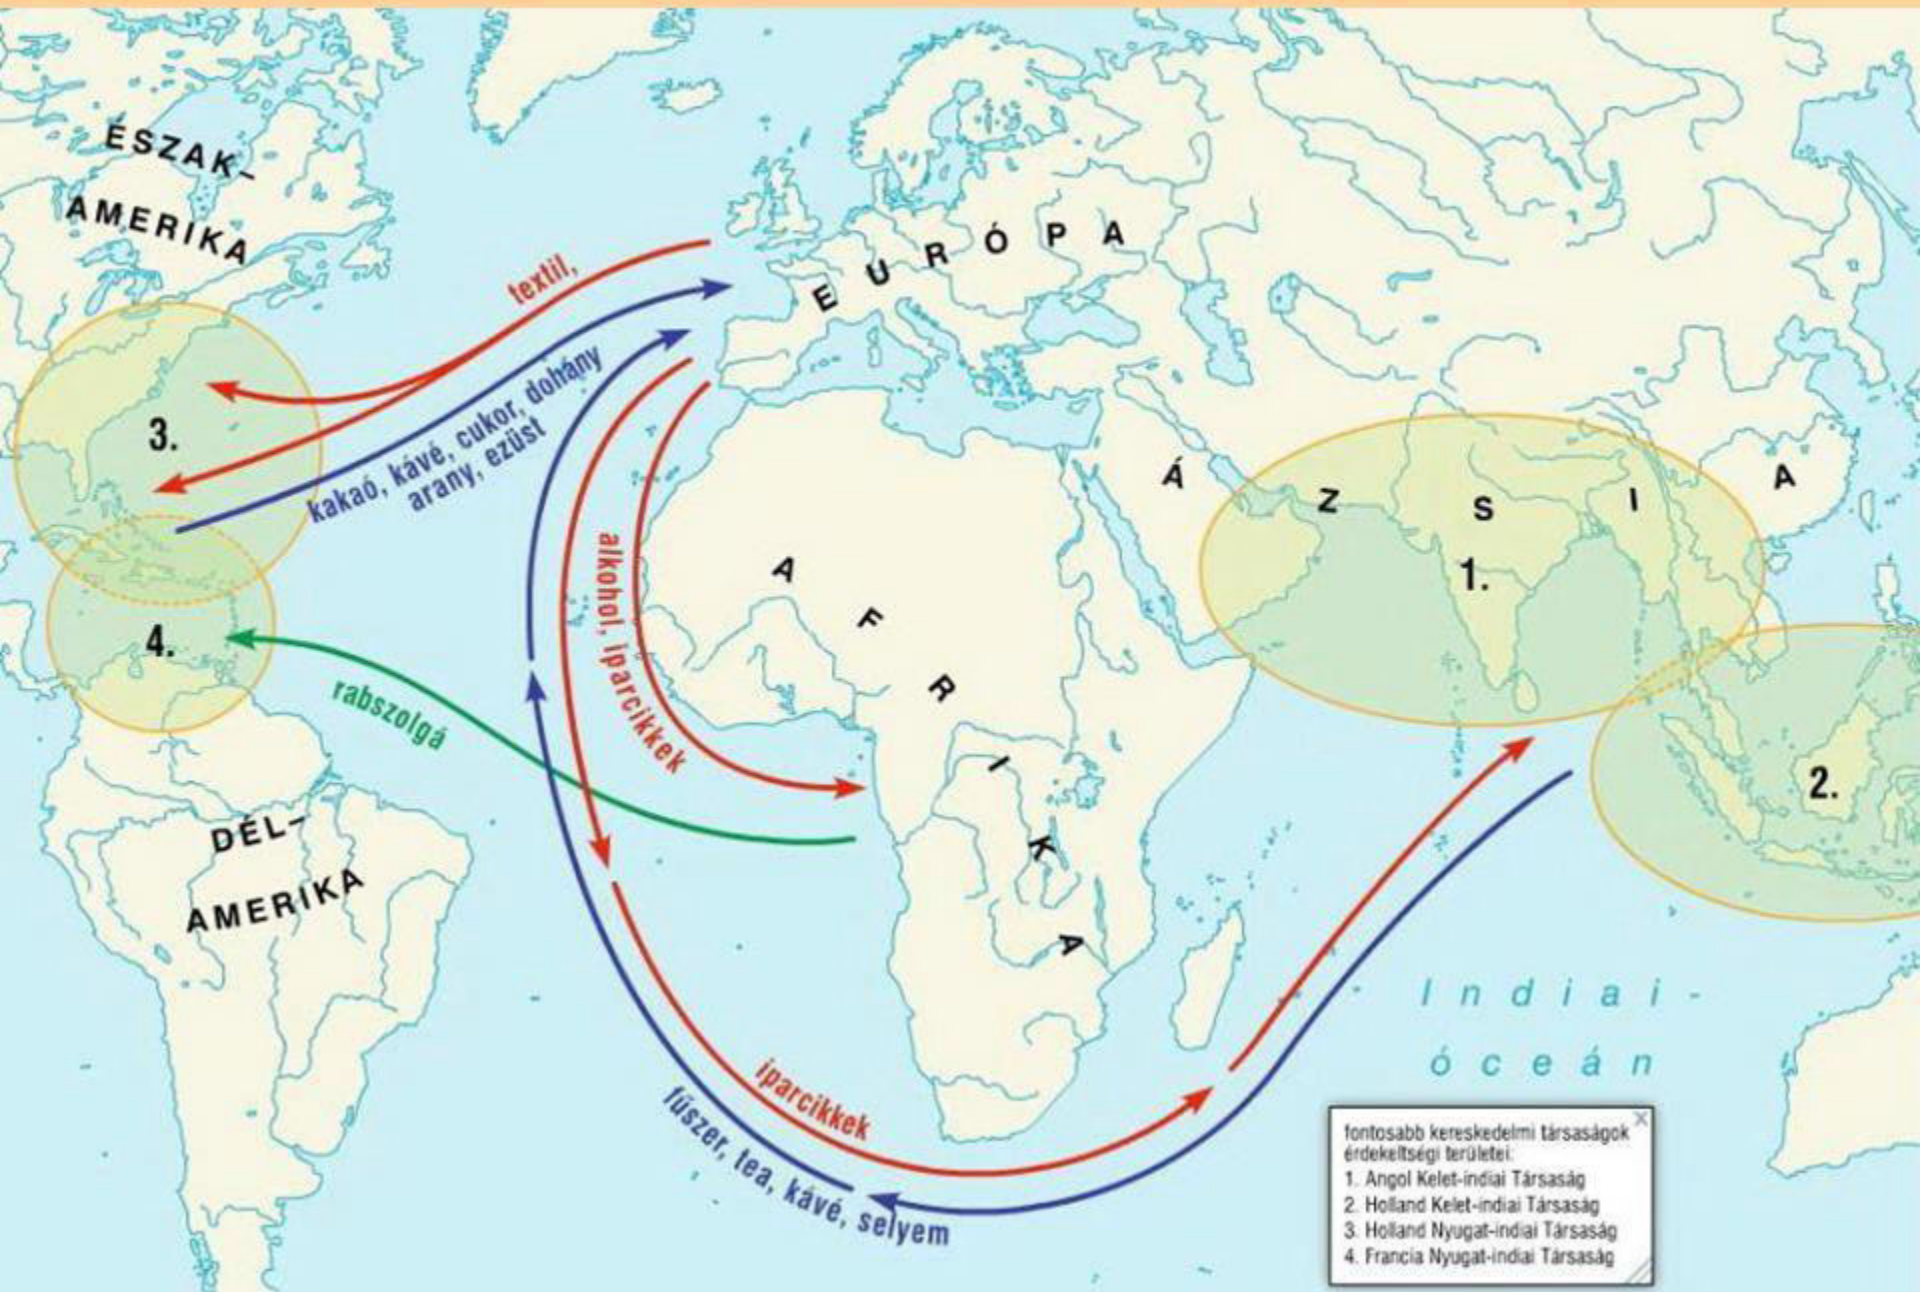 ÉSZAK-
AMERIKA
EURÓPA
textil,
kakaó, kávé, cukor, dohány
arany, ezüst
3.
4.
ÁZSIA
1.
2.
AFRIKA
alkohol, iparcikkek
rabszolgá
DÉL-
AMERIKA
iparcikkek
fűszer, tea, kávé, selyem
Indiai-
óceán
fontosabb kereskedelmi társaságok
érdekeltségi területei:
1. Angol Kelet-indiai Társaság
2. Holland Kelet-indiai Társaság
3. Holland Nyugat-indiai Társaság
4. Francia Nyugat-indiai Társaság